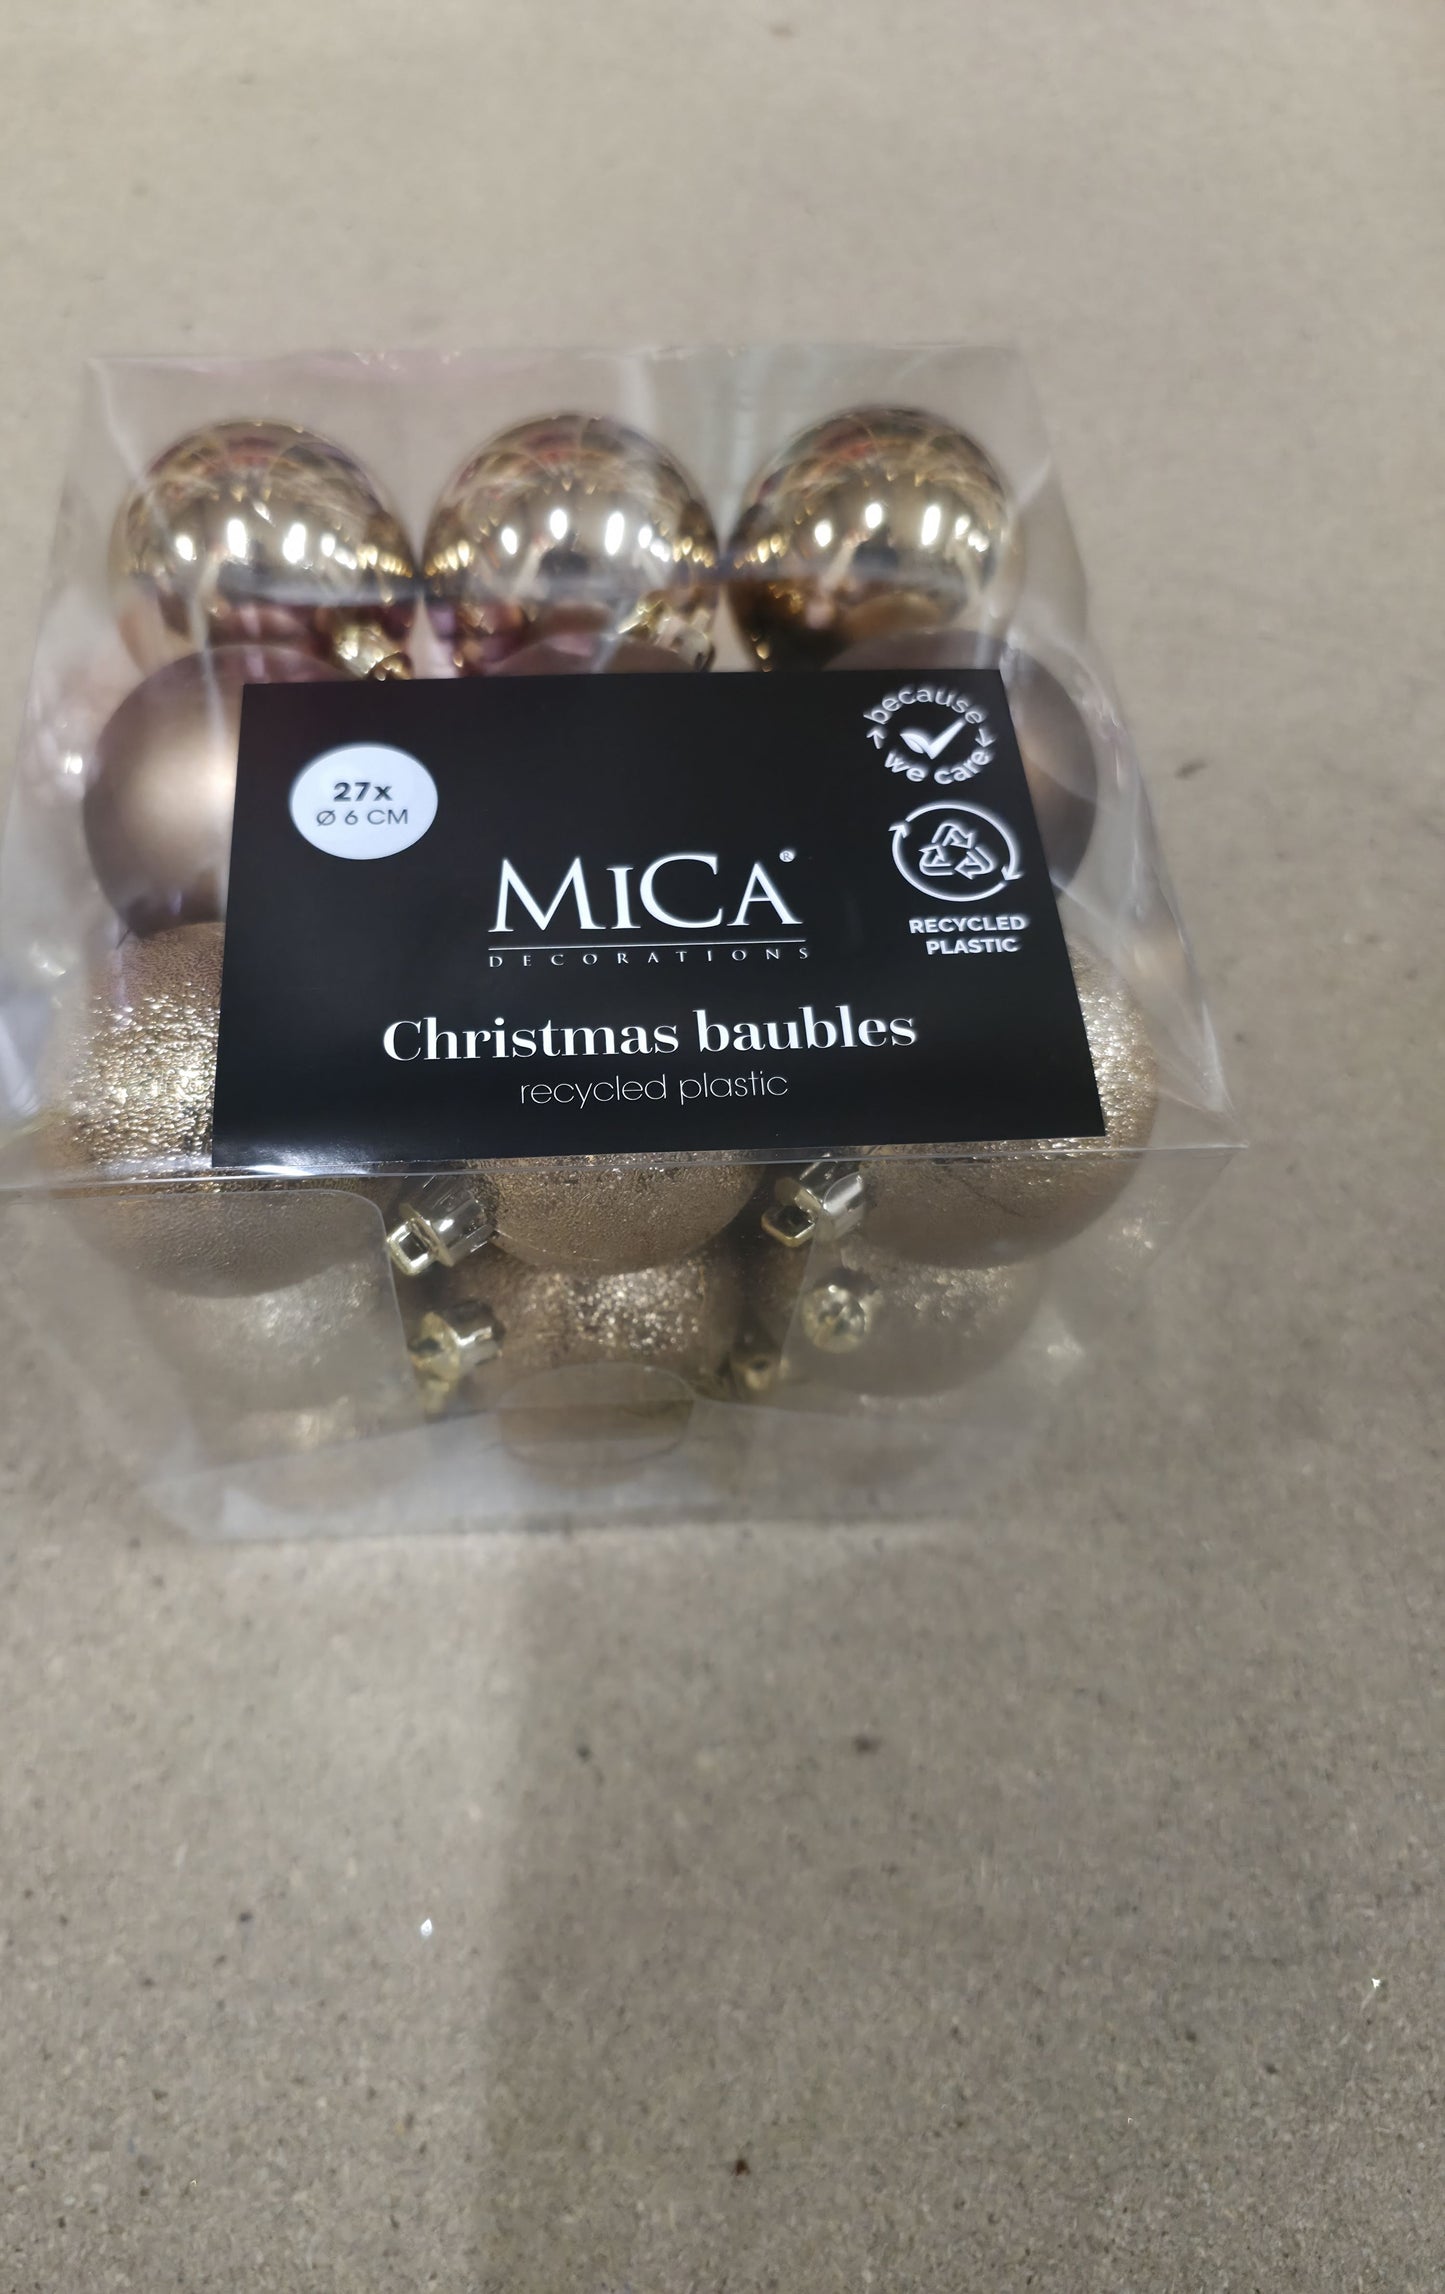 because
we care
27x
Ø 6 CM
MiCA®
DECORATIONS
RECYCLED
PLASTIC
Christmas baubles
recycled plastic